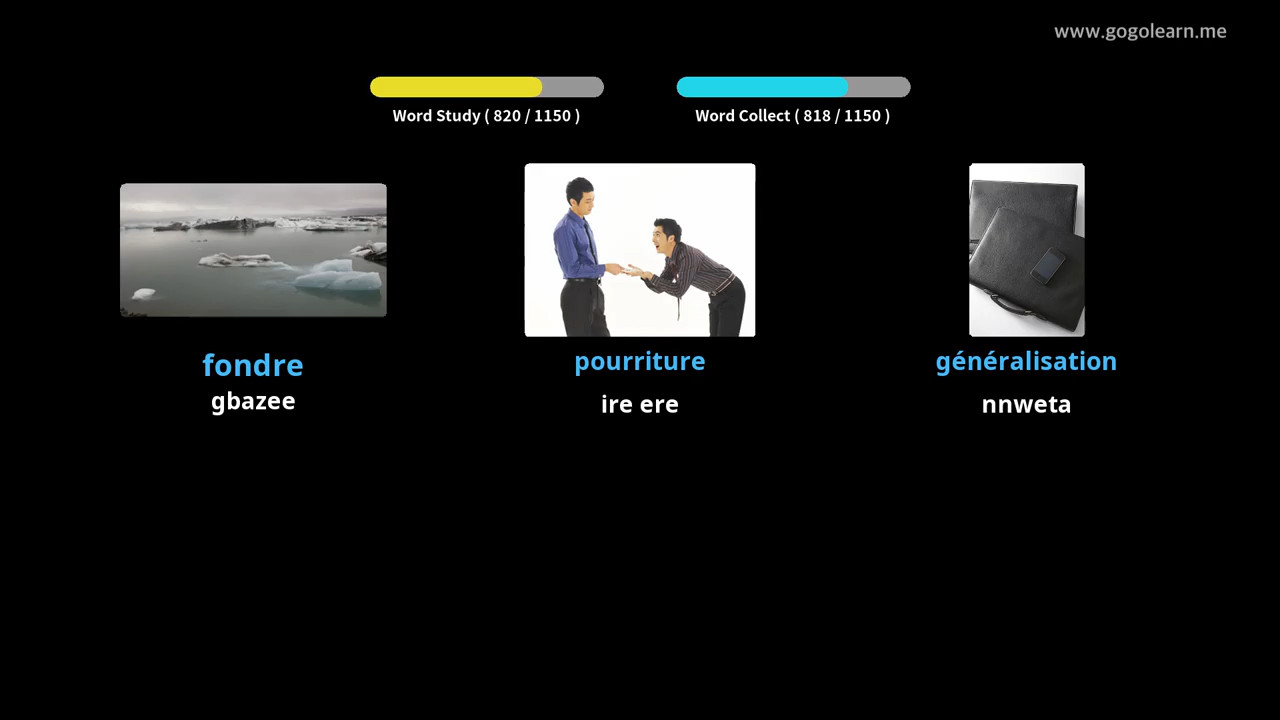 www.gogolearn.me
Word Study ( 820 / 1150 )
Word Collect ( 818 / 1150 )
fondre
gbazee
pourriture
ire ere
généralisation
nnweta